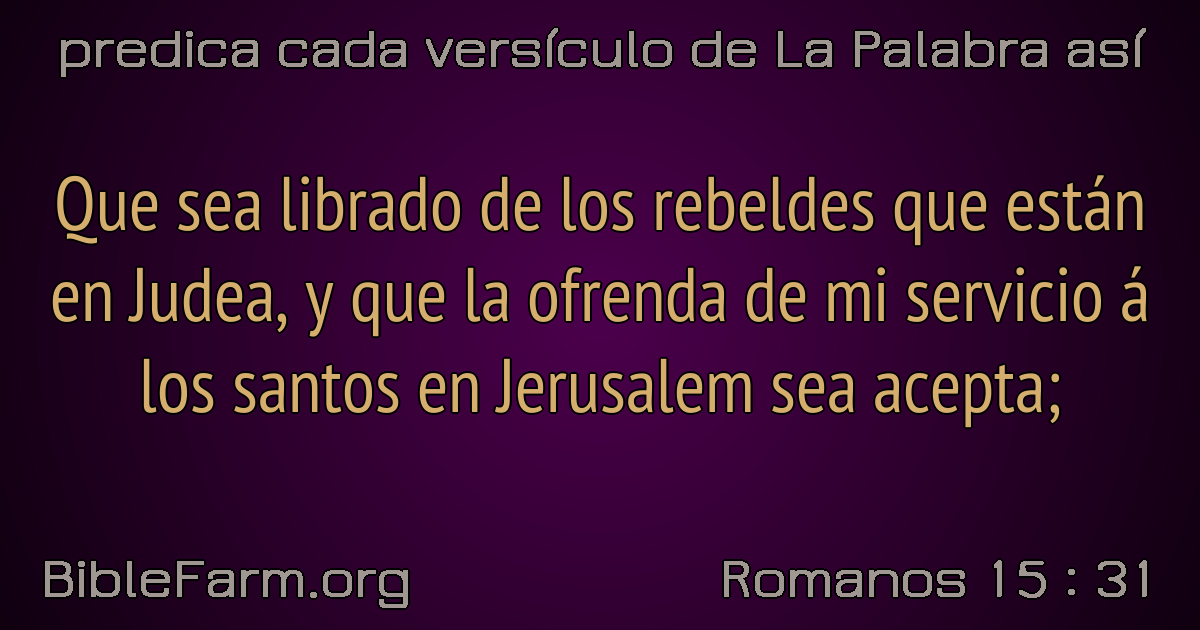 predica cada versículo de La Palabra así
Que sea librado de los rebeldes que están
en Judea, y que la ofrenda de mi servicio á
los santos en Jerusalem sea acepta;
BibleFarm.org
Romanos 15 : 31